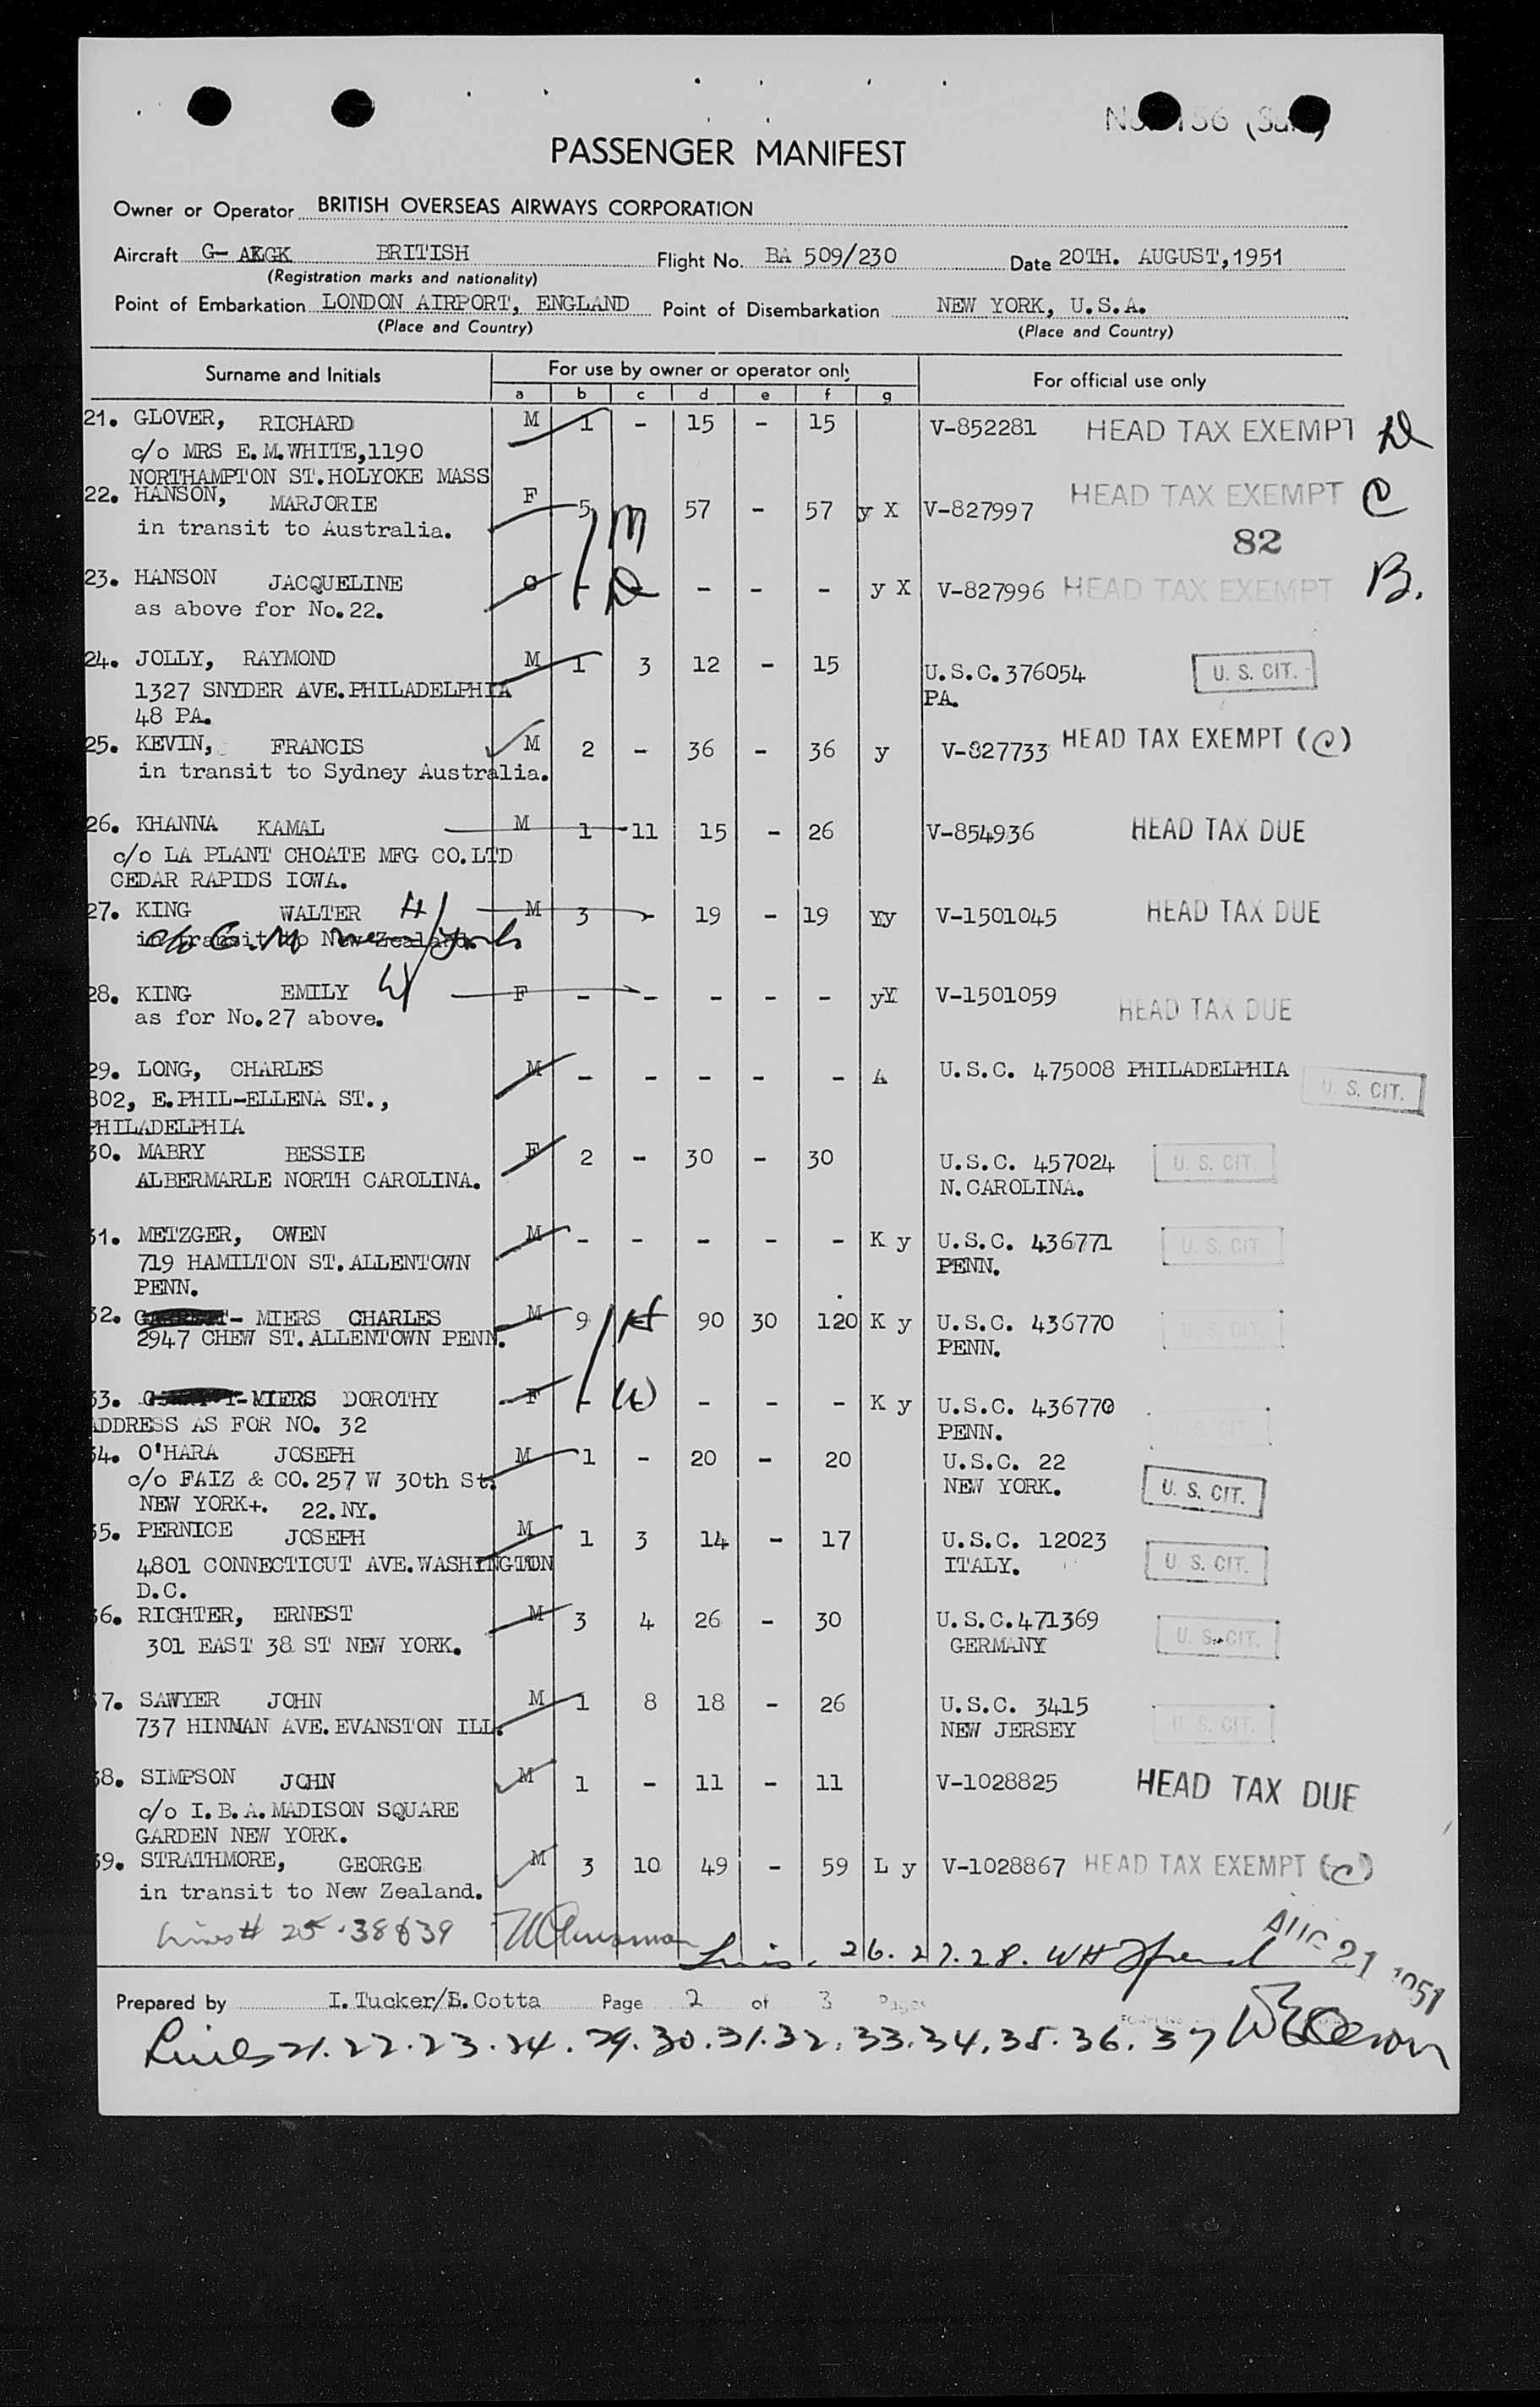 PASSENGER MANIFEST
Owner or Operator BRITISH OVERSEAS AIRWAYS CORPORATION
Aircraft G- AKGK BRITISH Flight No. BA 509/230 Date 20TH. AUGUST,1951
(Registration marks and nationality)
Point of Embarkation LONDON AIRPORT, ENGLAND Point of Disembarkation NEW YORK, U.S.A.
(Place and Country) (Place and Country)
Surname and Initials For use by owner or operator only For official use only
a b c d e f g
21. GLOVER, RICHARD M 1 - 15 - 15 V-852281 HEAD TAX EXEMPT D
c/o MRS E.M.WHITE,1190
NORTHAMPTON ST.HOLYOKE MASS
22. HANSON, MARJORIE F 5 M 57 - 57 y X V-827997 HEAD TAX EXEMPT C
in transit to Australia.
82
23. HANSON JACQUELINE - D - - - y X V-827996 HEAD TAX EXEMPT B.
as above for No.22.
24. JOLLY, RAYMOND M 1 3 12 - 15 U.S.C.376054 U. S. CIT.
1327 SNYDER AVE.PHILADELPHIA PA.
48 PA.
25. KEVIN, FRANCIS M 2 - 36 - 36 y V-827733 HEAD TAX EXEMPT (C)
in transit to Sydney Australia.
26. KHANNA KAMAL M 1 11 15 - 26 V-854936 HEAD TAX DUE
c/o LA PLANT CHOATE MFG CO.LTD
CEDAR RAPIDS IOWA.
27. KING WALTER H M 3 - 19 - 19 Yy V-1501045 HEAD TAX DUE
in transit to New Zealand.
28. KING EMILY W F - - - - - yY V-1501059 HEAD TAX DUE
as for No.27 above.
29. LONG, CHARLES M - - - - - A U.S.C. 475008 PHILADELPHIA U. S. CIT.
802, E.PHIL-ELLENA ST.,
PHILADELPHIA
30. MABRY BESSIE F 2 - 30 - 30 U.S.C. 457024 U. S. CIT.
ALBERMARLE NORTH CAROLINA. N.CAROLINA.
31. METZGER, OWEN M - - - - - K y U.S.C. 436771 U. S. CIT.
719 HAMILTON ST.ALLENTOWN PENN.
PENN.
32. - MIERS CHARLES M 9 H 90 30 120 K y U.S.C. 436770 U. S. CIT.
2947 CHEW ST.ALLENTOWN PENN. PENN.
33. - MIERS DOROTHY F - W - - - K y U.S.C. 436770 U. S. CIT.
ADDRESS AS FOR NO. 32 PENN.
34. O'HARA JOSEPH M 1 - 20 - 20 U.S.C. 22
c/o FAIZ & CO.257 W 30th St. NEW YORK. U. S. CIT.
NEW YORK+. 22.NY.
35. PERNICE JOSEPH M 1 3 14 - 17 U.S.C. 12023
4801 CONNECTICUT AVE.WASHINGTON ITALY. U. S. CIT.
D.C.
36. RICHTER, ERNEST M 3 4 26 - 30 U.S.C.471369 U. S. CIT.
301 EAST 38 ST NEW YORK. GERMANY
37. SAWYER JOHN M 1 8 18 - 26 U.S.C. 3415
737 HINMAN AVE.EVANSTON ILL. NEW JERSEY U. S. CIT.
38. SIMPSON JOHN M 1 - 11 - 11 V-1028825 HEAD TAX DUE
c/o I.B.A.MADISON SQUARE
GARDEN NEW YORK.
39. STRATHMORE, GEORGE M 3 10 49 - 59 L y V-1028867 HEAD TAX EXEMPT (C)
in transit to New Zealand.
Lines # 25.38&39
26.27.28. AUG 21 1951
Prepared by I.Tucker/E.Cotta Page 2 of 3 Pages
Lines 21.22.23.24.29.30.31.32.33.34.35.36.37